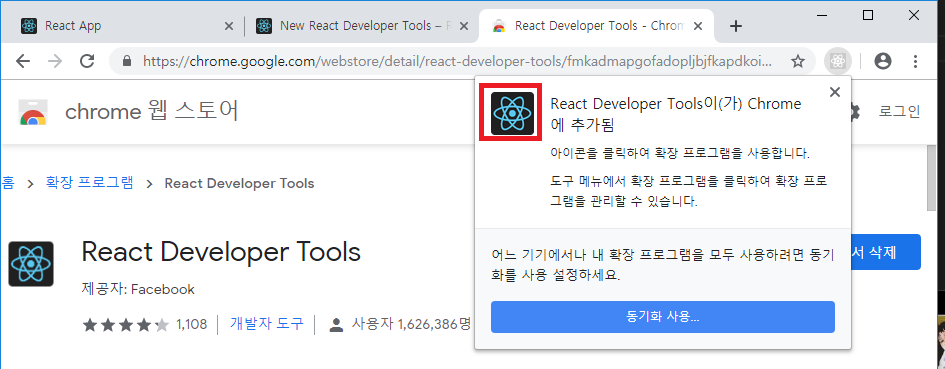 React App
New React Developer Tools – R
React Developer Tools - Chrom
https://chrome.google.com/webstore/detail/react-developer-tools/fmkadmapgofadopljbjfkapdkoi...
chrome 웹 스토어
로그인
React Developer Tools이(가) Chrome
에 추가됨
아이콘을 클릭하여 확장 프로그램을 사용합니다.
도구 메뉴에서 확장 프로그램을 클릭하여 확장 프로
그램을 관리할 수 있습니다.
어느 기기에서나 내 확장 프로그램을 모두 사용하려면 동기
화를 사용 설정하세요.
동기화 사용...
홈 > 확장 프로그램 > React Developer Tools
React Developer Tools
서 삭제
제공자: Facebook
1,108
개발자 도구
사용자 1,626,386명